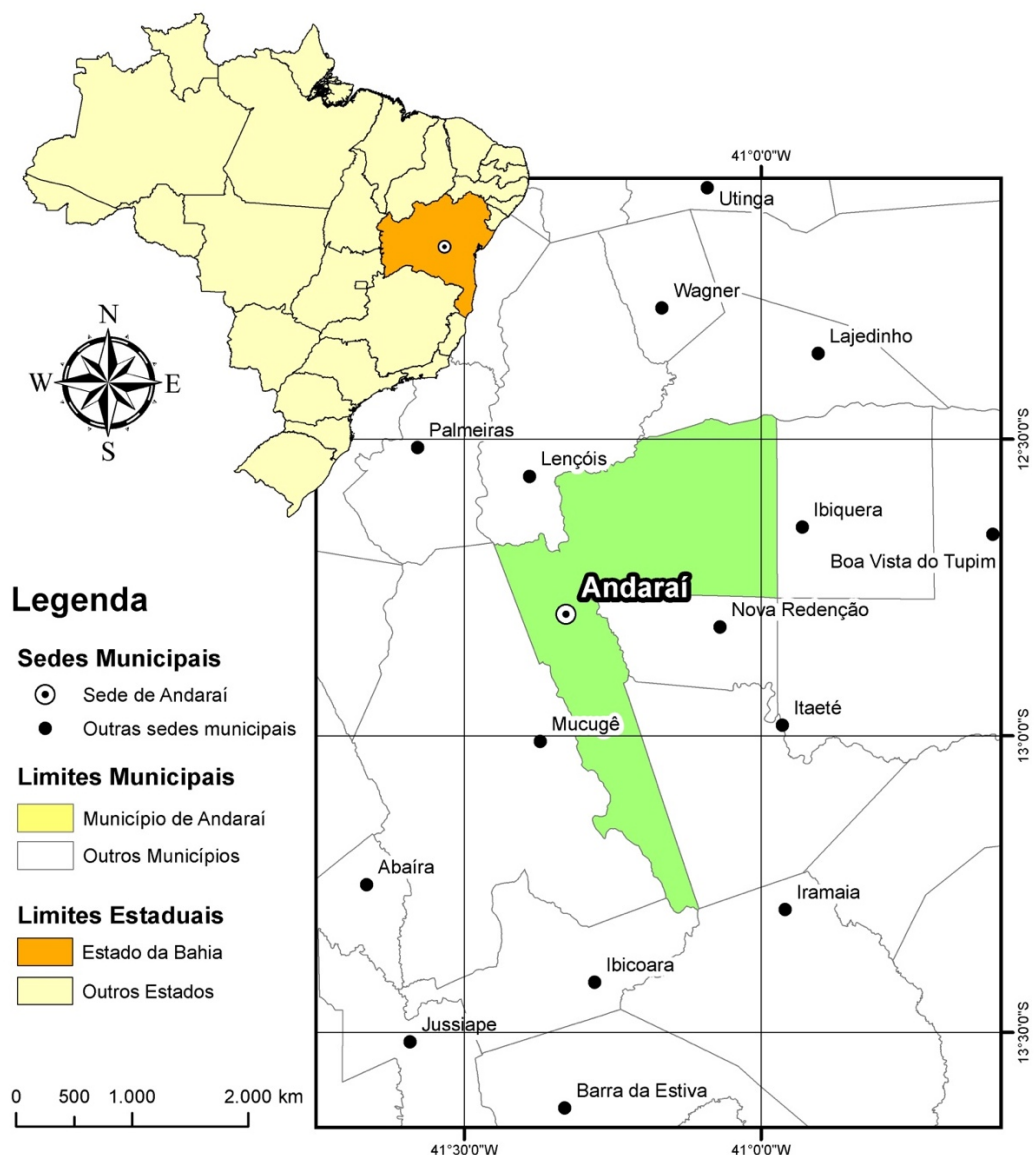 41°0'0"W
Utinga
Wagner
Lajedinho
N
W
E
S
Palmeiras
12°30'0"S
Lençóis
Ibiquera
Boa Vista do Tupim
Andaraí
Nova Redenção
Itaeté
Mucugê
13°0'0"S
Abaíra
Iramaia
Ibicoara
Jussiape
13°30'0"S
Barra da Estiva
41°30'0"W
41°0'0"W
Legenda
Sedes Municipais
Sede de Andaraí
Outras sedes municipais
Limites Municipais
Município de Andaraí
Outros Municípios
Limites Estaduais
Estado da Bahia
Outros Estados
0 500 1.000 2.000 km